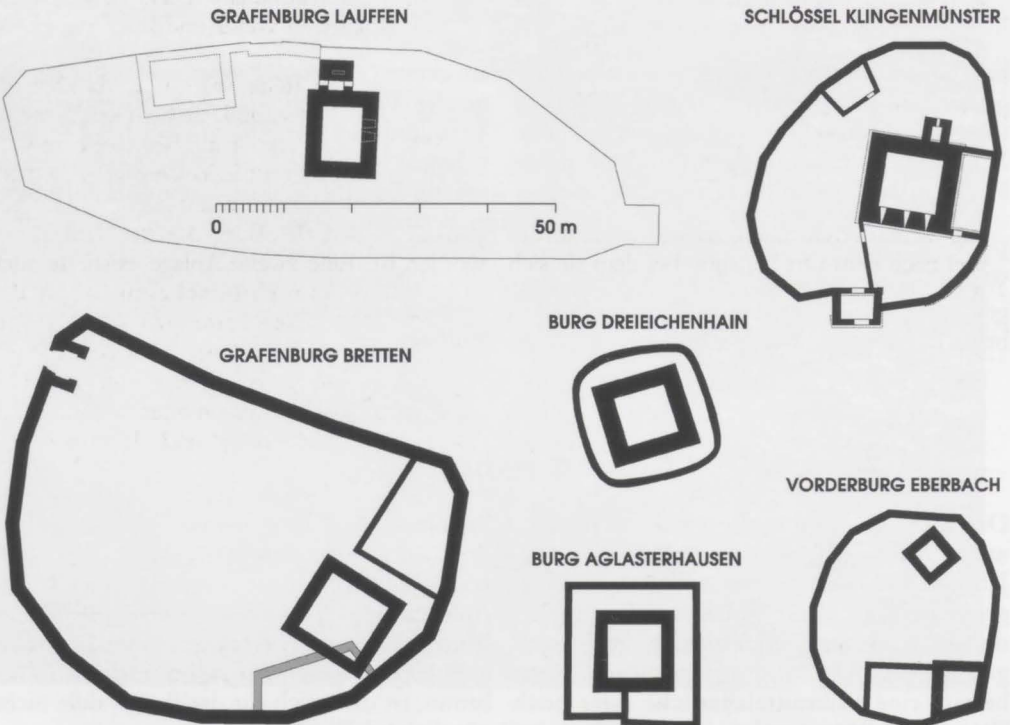 GRAFENBURG LAUFFEN
SCHLÖSSEL KLINGENMÜNSTER
0 50 m
BURG DREIEICHENHAIN
GRAFENBURG BRETTEN
VORDERBURG EBERBACH
BURG AGLASTERHAUSEN